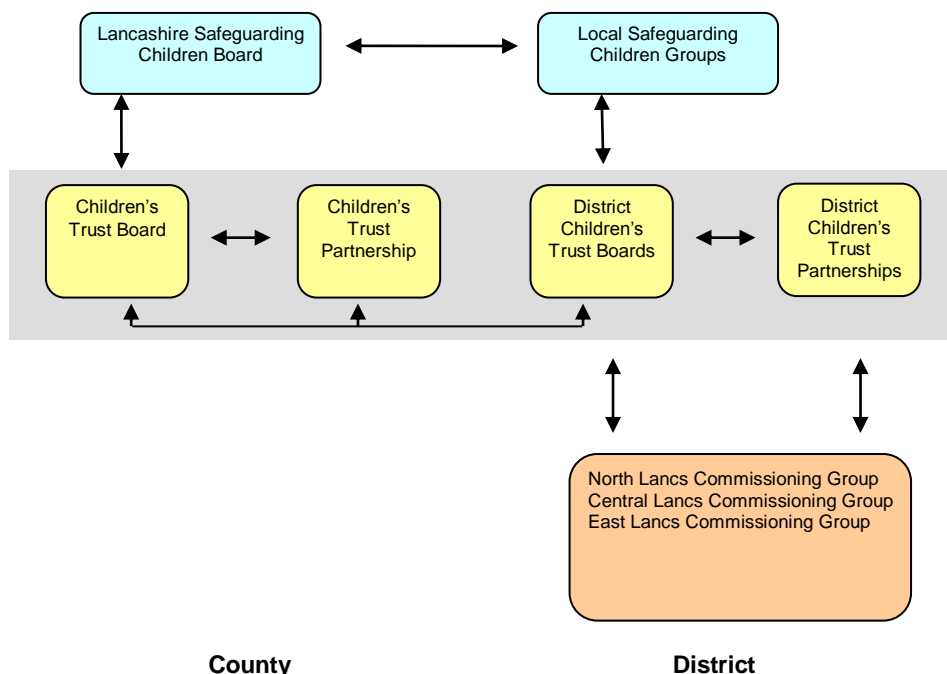 Lancashire Safeguarding
Children Board
Local Safeguarding
Children Groups
Children's
Trust Board
Children's
Trust
Partnership
District
Children's
Trust Boards
District
Children's
Trust
Partnerships
North Lancs Commissioning Group
Central Lancs Commissioning Group
East Lancs Commissioning Group
County
District